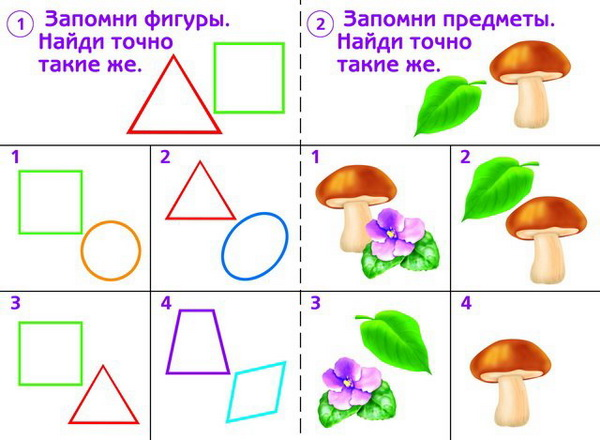 1 Запомни фигуры.
Найди точно
такие же.
2 Запомни предметы.
Найди точно
такие же.
1
2
3
4
1
2
3
4